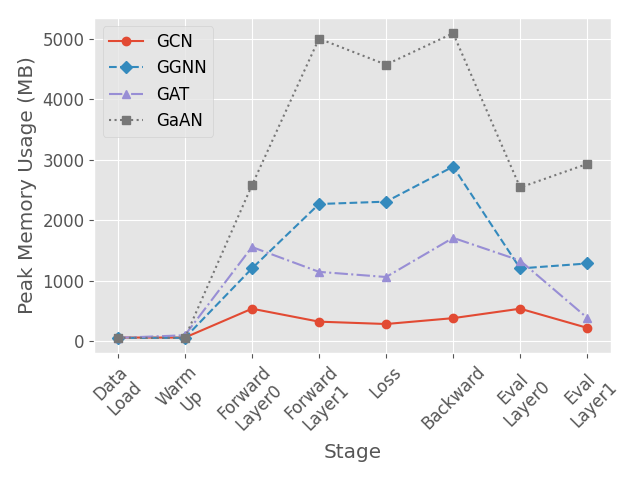 GCN
GGNN
GAT
GaAN
Peak Memory Usage (MB)
5000
4000
3000
2000
1000
0
Data
Load
Warm
Up
Forward
Layer0
Forward
Layer1
Loss
Backward
Eval
Layer0
Eval
Layer1
Stage